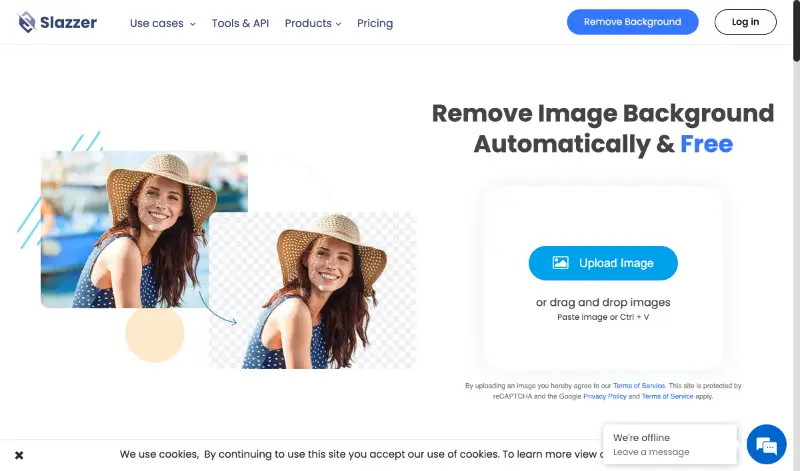 Slazzer
Use cases
Tools & API
Products
Pricing
Remove Background
Log in
Remove Image Background
Automatically & Free
Upload Image
or drag and drop images
Paste image or Ctrl + V
By uploading an image you hereby agree to our Terms of Service. This site is protected by
reCAPTCHA and the Google Privacy Policy and Terms of Service apply.
We use cookies, By continuing to use this site you accept our use of cookies. To learn more view
We're offline
Leave a message